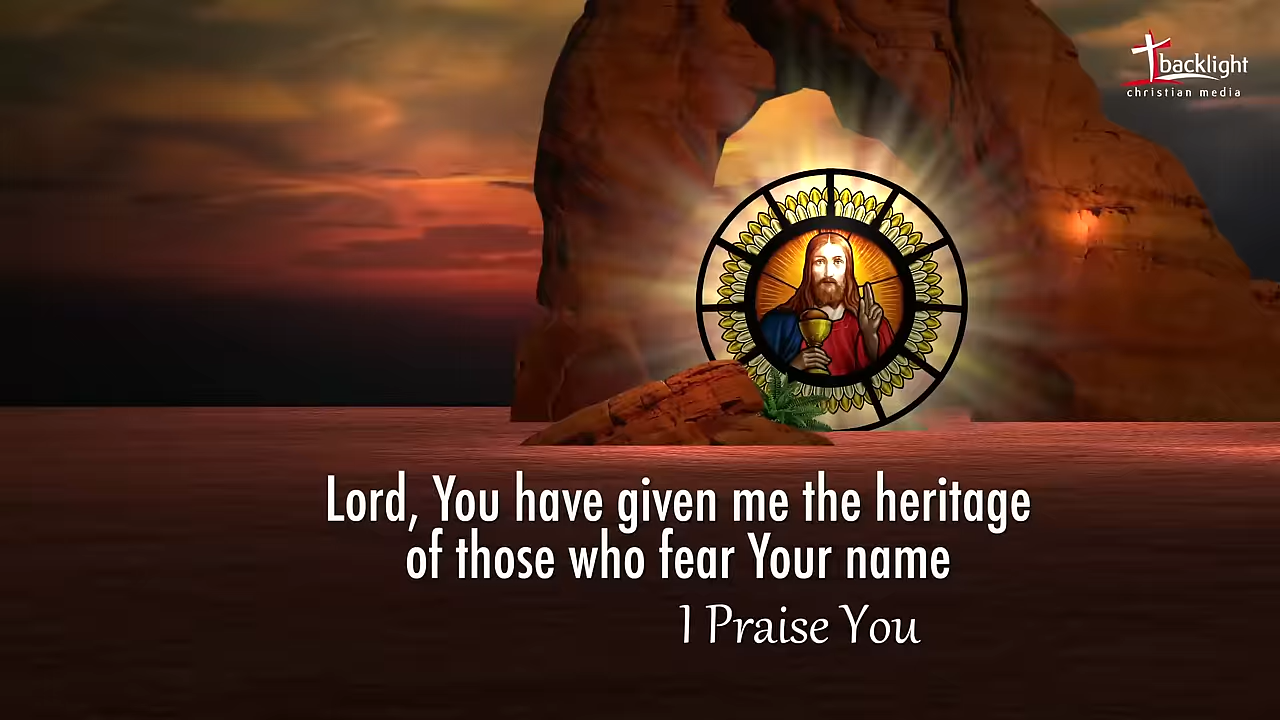 backlight
christian media
Lord, You have given me the heritage
of those who fear Your name
I Praise You